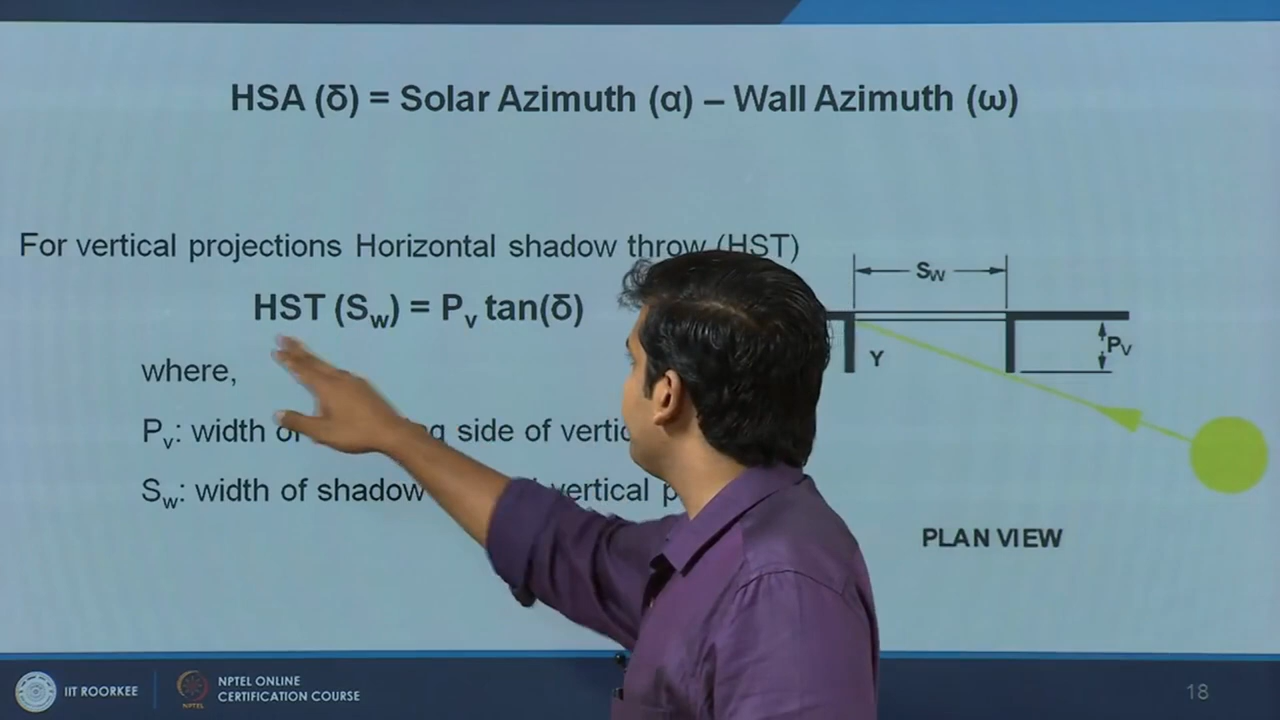 HSA (δ) = Solar Azimuth (α) – Wall Azimuth (ω)
For vertical projections Horizontal shadow throw (HST)
HST (Sw) = Pv tan(δ)
where,
Pv: width of side of
Sw: width of shadow vertical
Sw
Y
Pv
PLAN VIEW
IIT ROORKEE
NPTEL
NPTEL ONLINE
CERTIFICATION COURSE
18